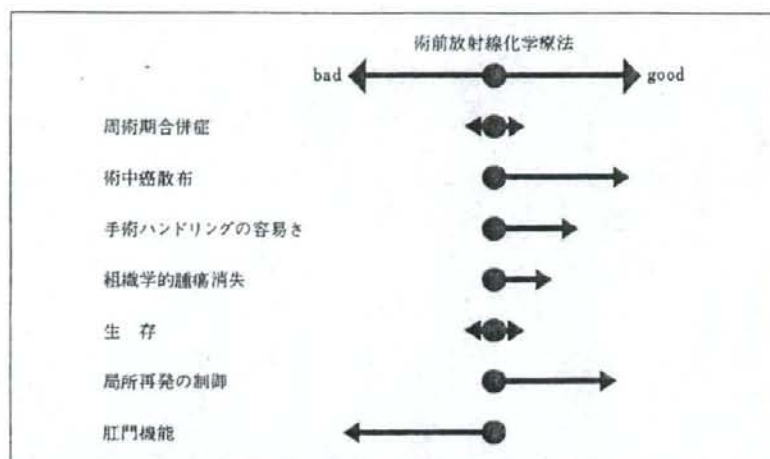 術前放射線化学療法
bad good
周術期合併症
術中癌散布
手術ハンドリングの容易さ
組織学的腫瘍消失
生 存
局所再発の制御
肛門機能